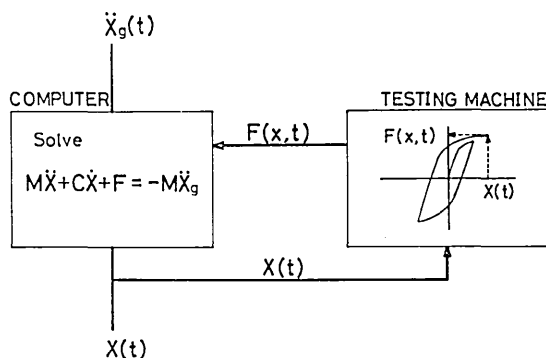 Ẍg(t)
COMPUTER
TESTING MACHINE
Solve
MẌ+CẊ+F = -MẌg
F(x,t)
F(x,t)
X(t)
X(t)
X(t)